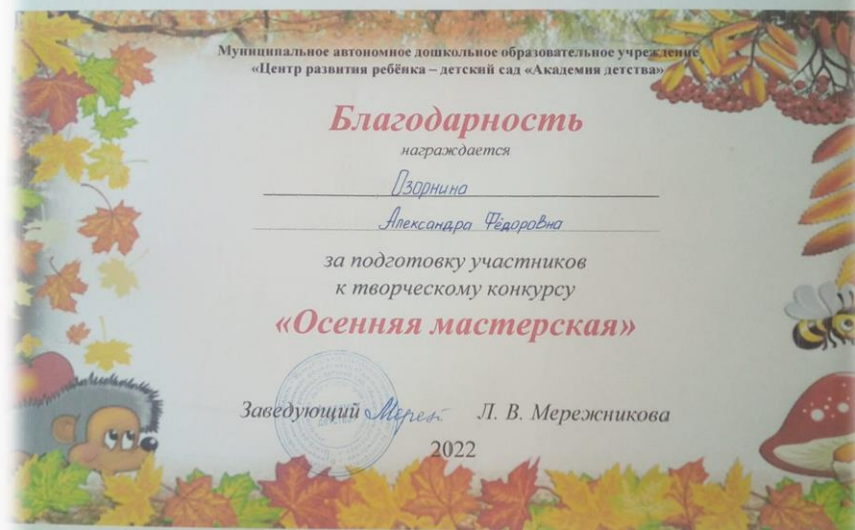 Муниципальное автономное дошкольное образовательное учреждение
«Центр развития ребёнка – детский сад «Академия детства»
Благодарность
награждается
Озорнина
Александра Фёдоровна
за подготовку участников
к творческому конкурсу
«Осенняя мастерская»
Заведующий Л. В. Мережникова
2022